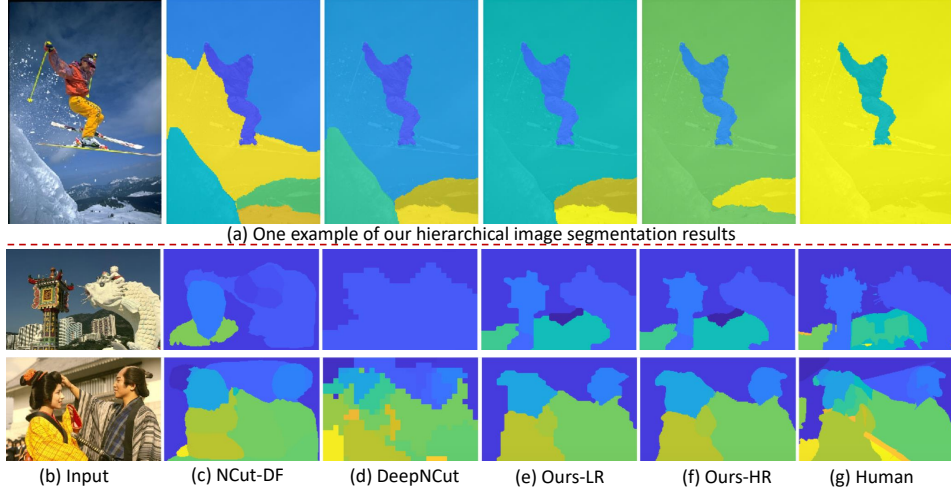 (a) One example of our hierarchical image segmentation results
(b) Input
(c) NCut-DF
(d) DeepNCut
(e) Ours-LR
(f) Ours-HR
(g) Human